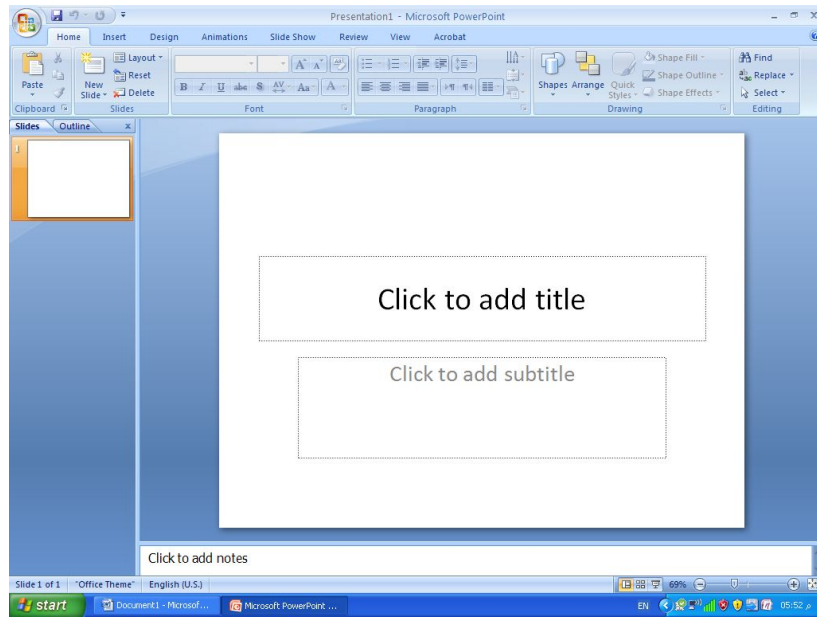 Presentation1 - Microsoft PowerPoint
Home Insert Design Animations Slide Show Review View Acrobat
Paste
New Slide
Layout
Reset
Delete
B I U abe S AV Aa A
Shapes Arrange Quick Styles
Shape Fill
Shape Outline
Shape Effects
Find
Replace
Select
Clipboard Slides Font Paragraph Drawing Editing
Slides Outline x
1
Click to add title
Click to add subtitle
Click to add notes
Slide 1 of 1 "Office Theme" English (U.S.) 69%
start Document1 - Microsof... Microsoft PowerPoint ... EN 05:52 م